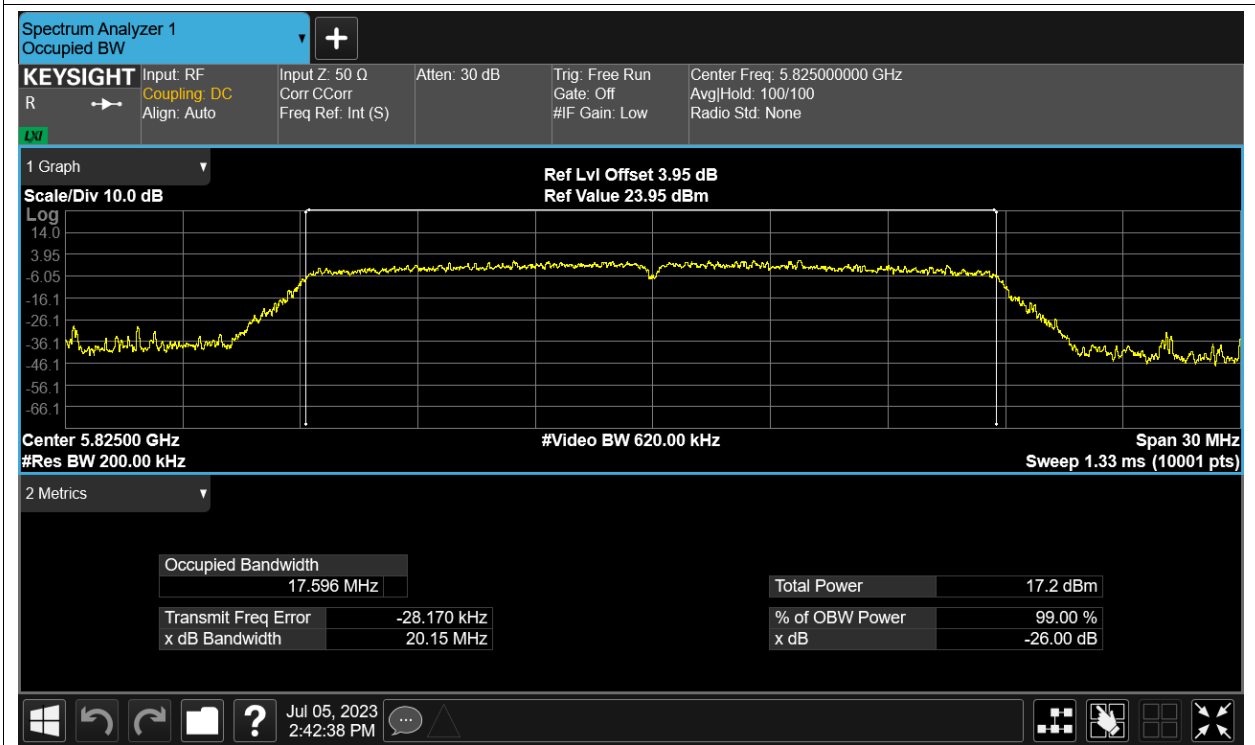 Spectrum Analyzer 1
Occupied BW
KEYSIGHT
R
LXI
Input: RF
Coupling: DC
Align: Auto
Input Z: 50 Ω
Corr CCorr
Freq Ref: Int (S)
Atten: 30 dB
Trig: Free Run
Gate: Off
#IF Gain: Low
Center Freq: 5.825000000 GHz
Avg|Hold: 100/100
Radio Std: None
1 Graph
Scale/Div 10.0 dB
Ref Lvl Offset 3.95 dB
Ref Value 23.95 dBm
Log
14.0
3.95
-6.05
-16.1
-26.1
-36.1
-46.1
-56.1
-66.1
Center 5.82500 GHz
#Res BW 200.00 kHz
#Video BW 620.00 kHz
Span 30 MHz
Sweep 1.33 ms (10001 pts)
2 Metrics
Occupied Bandwidth
17.596 MHz
Transmit Freq Error -28.170 kHz
x dB Bandwidth 20.15 MHz
Total Power 17.2 dBm
% of OBW Power 99.00 %
x dB -26.00 dB
?
Jul 05, 2023
2:42:38 PM